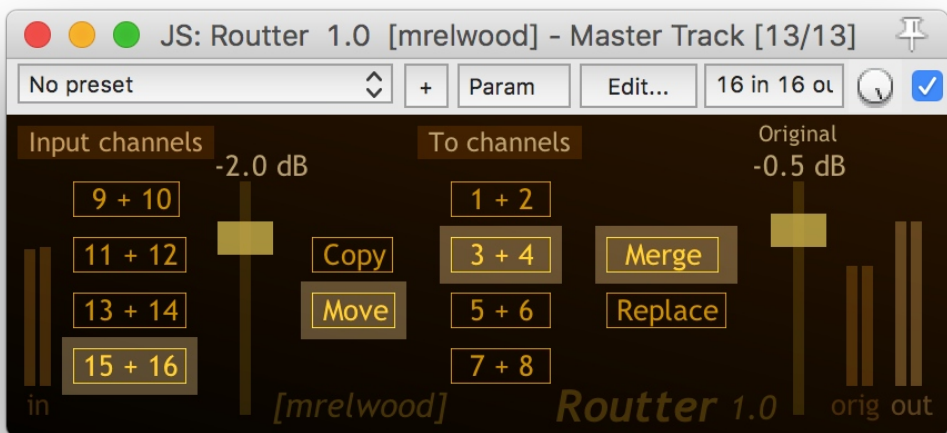 JS: Routter 1.0 [mrelwood] - Master Track [13/13]
No preset
+
Param
Edit...
16 in 16 ou
Input channels
-2.0 dB
To channels
Original
-0.5 dB
9 + 10
1 + 2
11 + 12
Copy
3 + 4
Merge
13 + 14
Move
5 + 6
Replace
15 + 16
7 + 8
in
[mrelwood]
Routter 1.0
orig
out